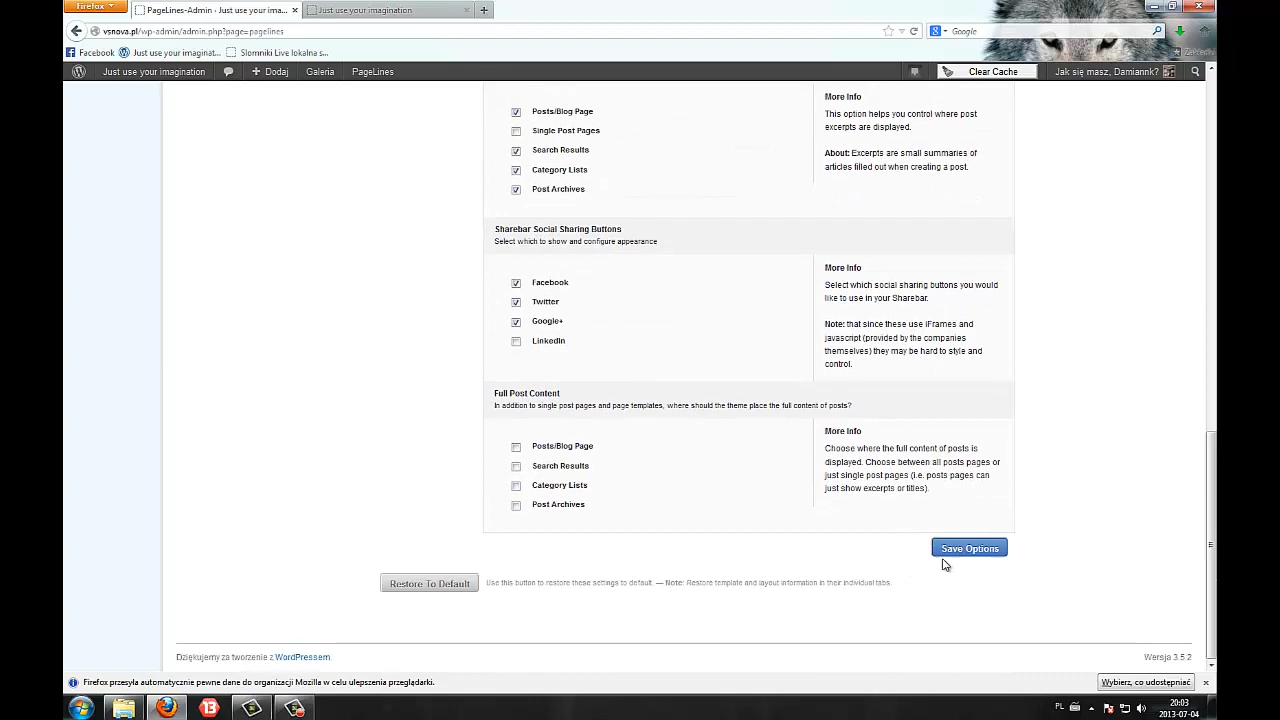 Firefox
PageLines-Admin ‹ Just use your ima...
Just use your imagination
vsnova.pl/wp-admin/admin.php?page=pagelines
Google
Facebook
Just use your imaginat...
Slomniki Live lokalna s...
Just use your imagination
Dodaj
Galeria
PageLines
Clear Cache
Jak się masz, Damiannk?
Posts/Blog Page
Single Post Pages
Search Results
Category Lists
Post Archives
More Info
This option helps you control where post
excerpts are displayed.
About: Excerpts are small summaries of
articles filled out when creating a post.
Sharebar Social Sharing Buttons
Select which to show and configure appearance
Facebook
Twitter
Google+
LinkedIn
More Info
Select which social sharing buttons you would
like to use in your Sharebar.
Note: that since these use iFrames and
javascript (provided by the companies
themselves) they may be hard to style and
control.
Full Post Content
In addition to single post pages and page templates, where should the theme place the full content of posts?
Posts/Blog Page
Search Results
Category Lists
Post Archives
More Info
Choose where the full content of posts is
displayed. Choose between all posts pages or
just single post pages (i.e. posts pages can
just show excerpts or titles).
Save Options
Restore To Default
Use this button to restore these settings to default. — Note: Restore template and layout information in their individual tabs.
Dziękujemy za tworzenie z WordPressem.
Wersja 3.5.2
Firefox przesyła automatycznie pewne dane do organizacji Mozilla w celu ulepszenia przeglądarki.
Wybierz, co udostępniać
13
PL
20:03
2013-07-04